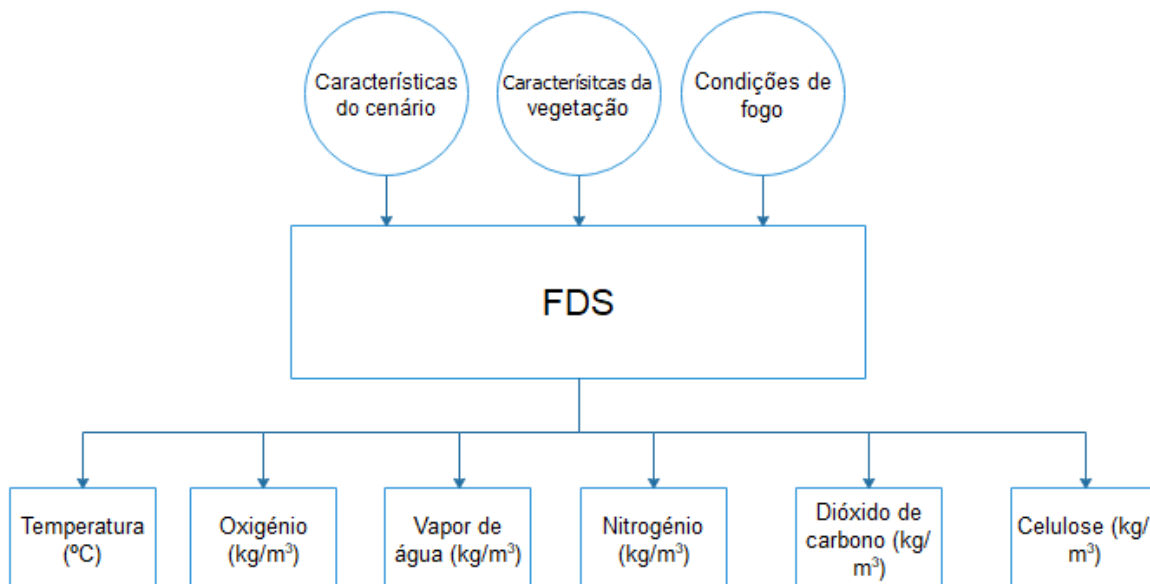 Características
do cenário
Caracterísitcas da
vegetação
Condições de
fogo
FDS
Temperatura
(ºC)
Oxigénio
(kg/m³)
Vapor de
água (kg/m³)
Nitrogénio
(kg/m³)
Dióxido de
carbono (kg/
m³)
Celulose (kg/
m³)